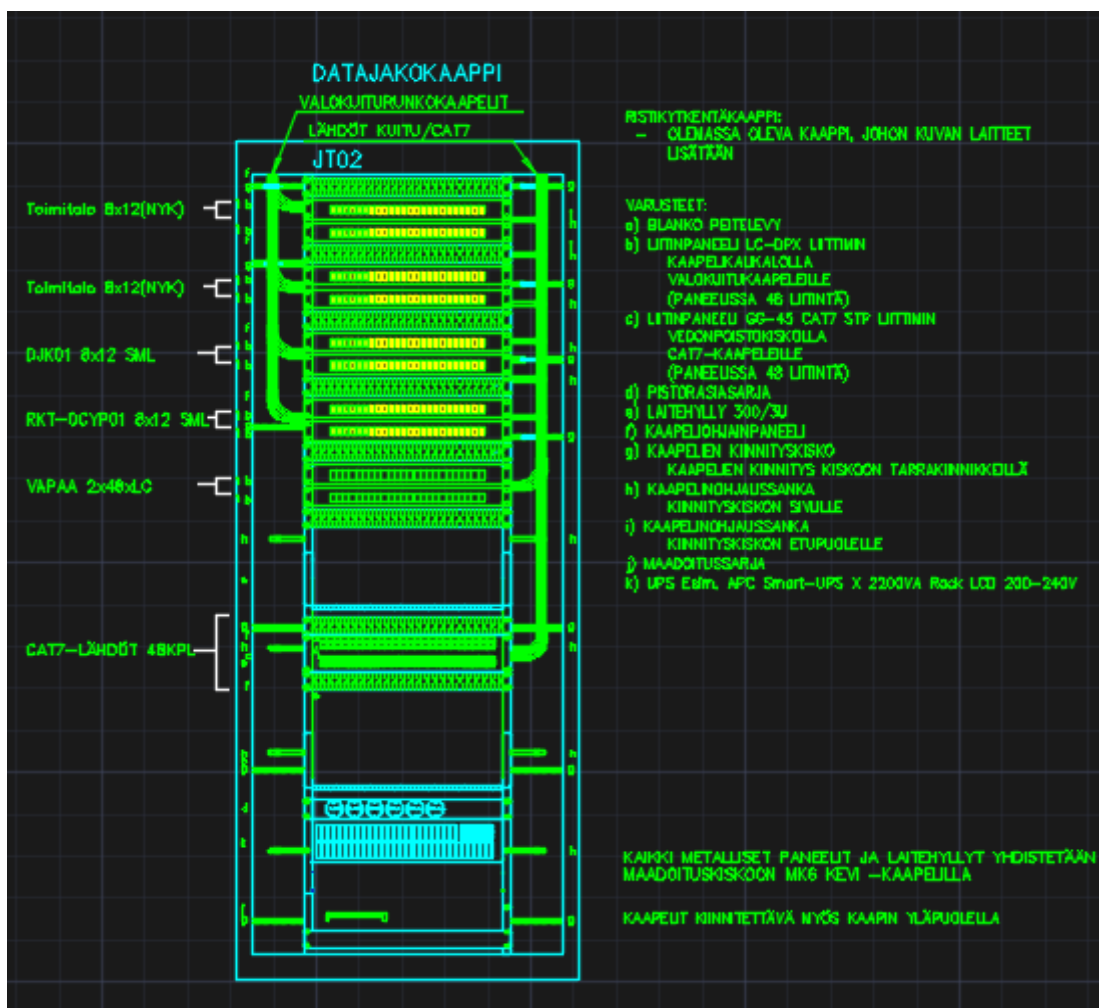 DATAJAKOKAAPPI
VALOKUITURUNKOKAAPELIT
LÄHDÖT KUITU/CAT7
JT02
Toimitalo 8x12(NYK)
Toimitalo 8x12(NYK)
DJK01 8x12 SML
RKT-DCYP01 8x12 SML
VAPAA 2x48xLC
CAT7-LÄHDÖT 48KPL
RISTIKYTKENTÄKAAPPI:
- OLEMASSA OLEVA KAAPPI, JOHON KUVAN LAITTEET
LISÄTÄÄN
VARUSTEET:
a) BLANKO PEITELEVY
b) LIITINPANEELI LC-DPX LIITTIMIN
KAAPELIKAUKALOLLA
VALOKUITUKAAPELEILLE
(PANEELISSA 48 LIITINTÄ)
c) LIITINPANEELI GG-45 CAT7 STP LIITTIMIN
VEDONPOISTOKISKOLLA
CAT7-KAAPELEILLE
(PANEELISSA 48 LIITINTÄ)
d) PISTORASIASARJA
e) LAITEHYLLY 300/3U
f) KAAPELIOHJAINPANEELI
g) KAAPELIEN KIINNITYSKISKO
KAAPELIEN KIINNITYS KISKOON TARRAKIINNIKKEILLÄ
h) KAAPELINOHJAUSSANKA
KIINNITYSKISKON SIVULLE
i) KAAPELINOHJAUSSANKA
KIINNITYSKISKON ETUPUOLELLE
j) MAADOITUSSARJA
k) UPS Esim. APC Smart-UPS X 2200VA Rack LCD 200-240V
KAIKKI METALLISET PANEELIT JA LAITEHYLLYT YHDISTETÄÄN
MAADOITUSKISKOON MK6 KEVI -KAAPELILLA
KAAPELIT KIINNITETTÄVÄ MYÖS KAAPIN YLÄPUOLELLA